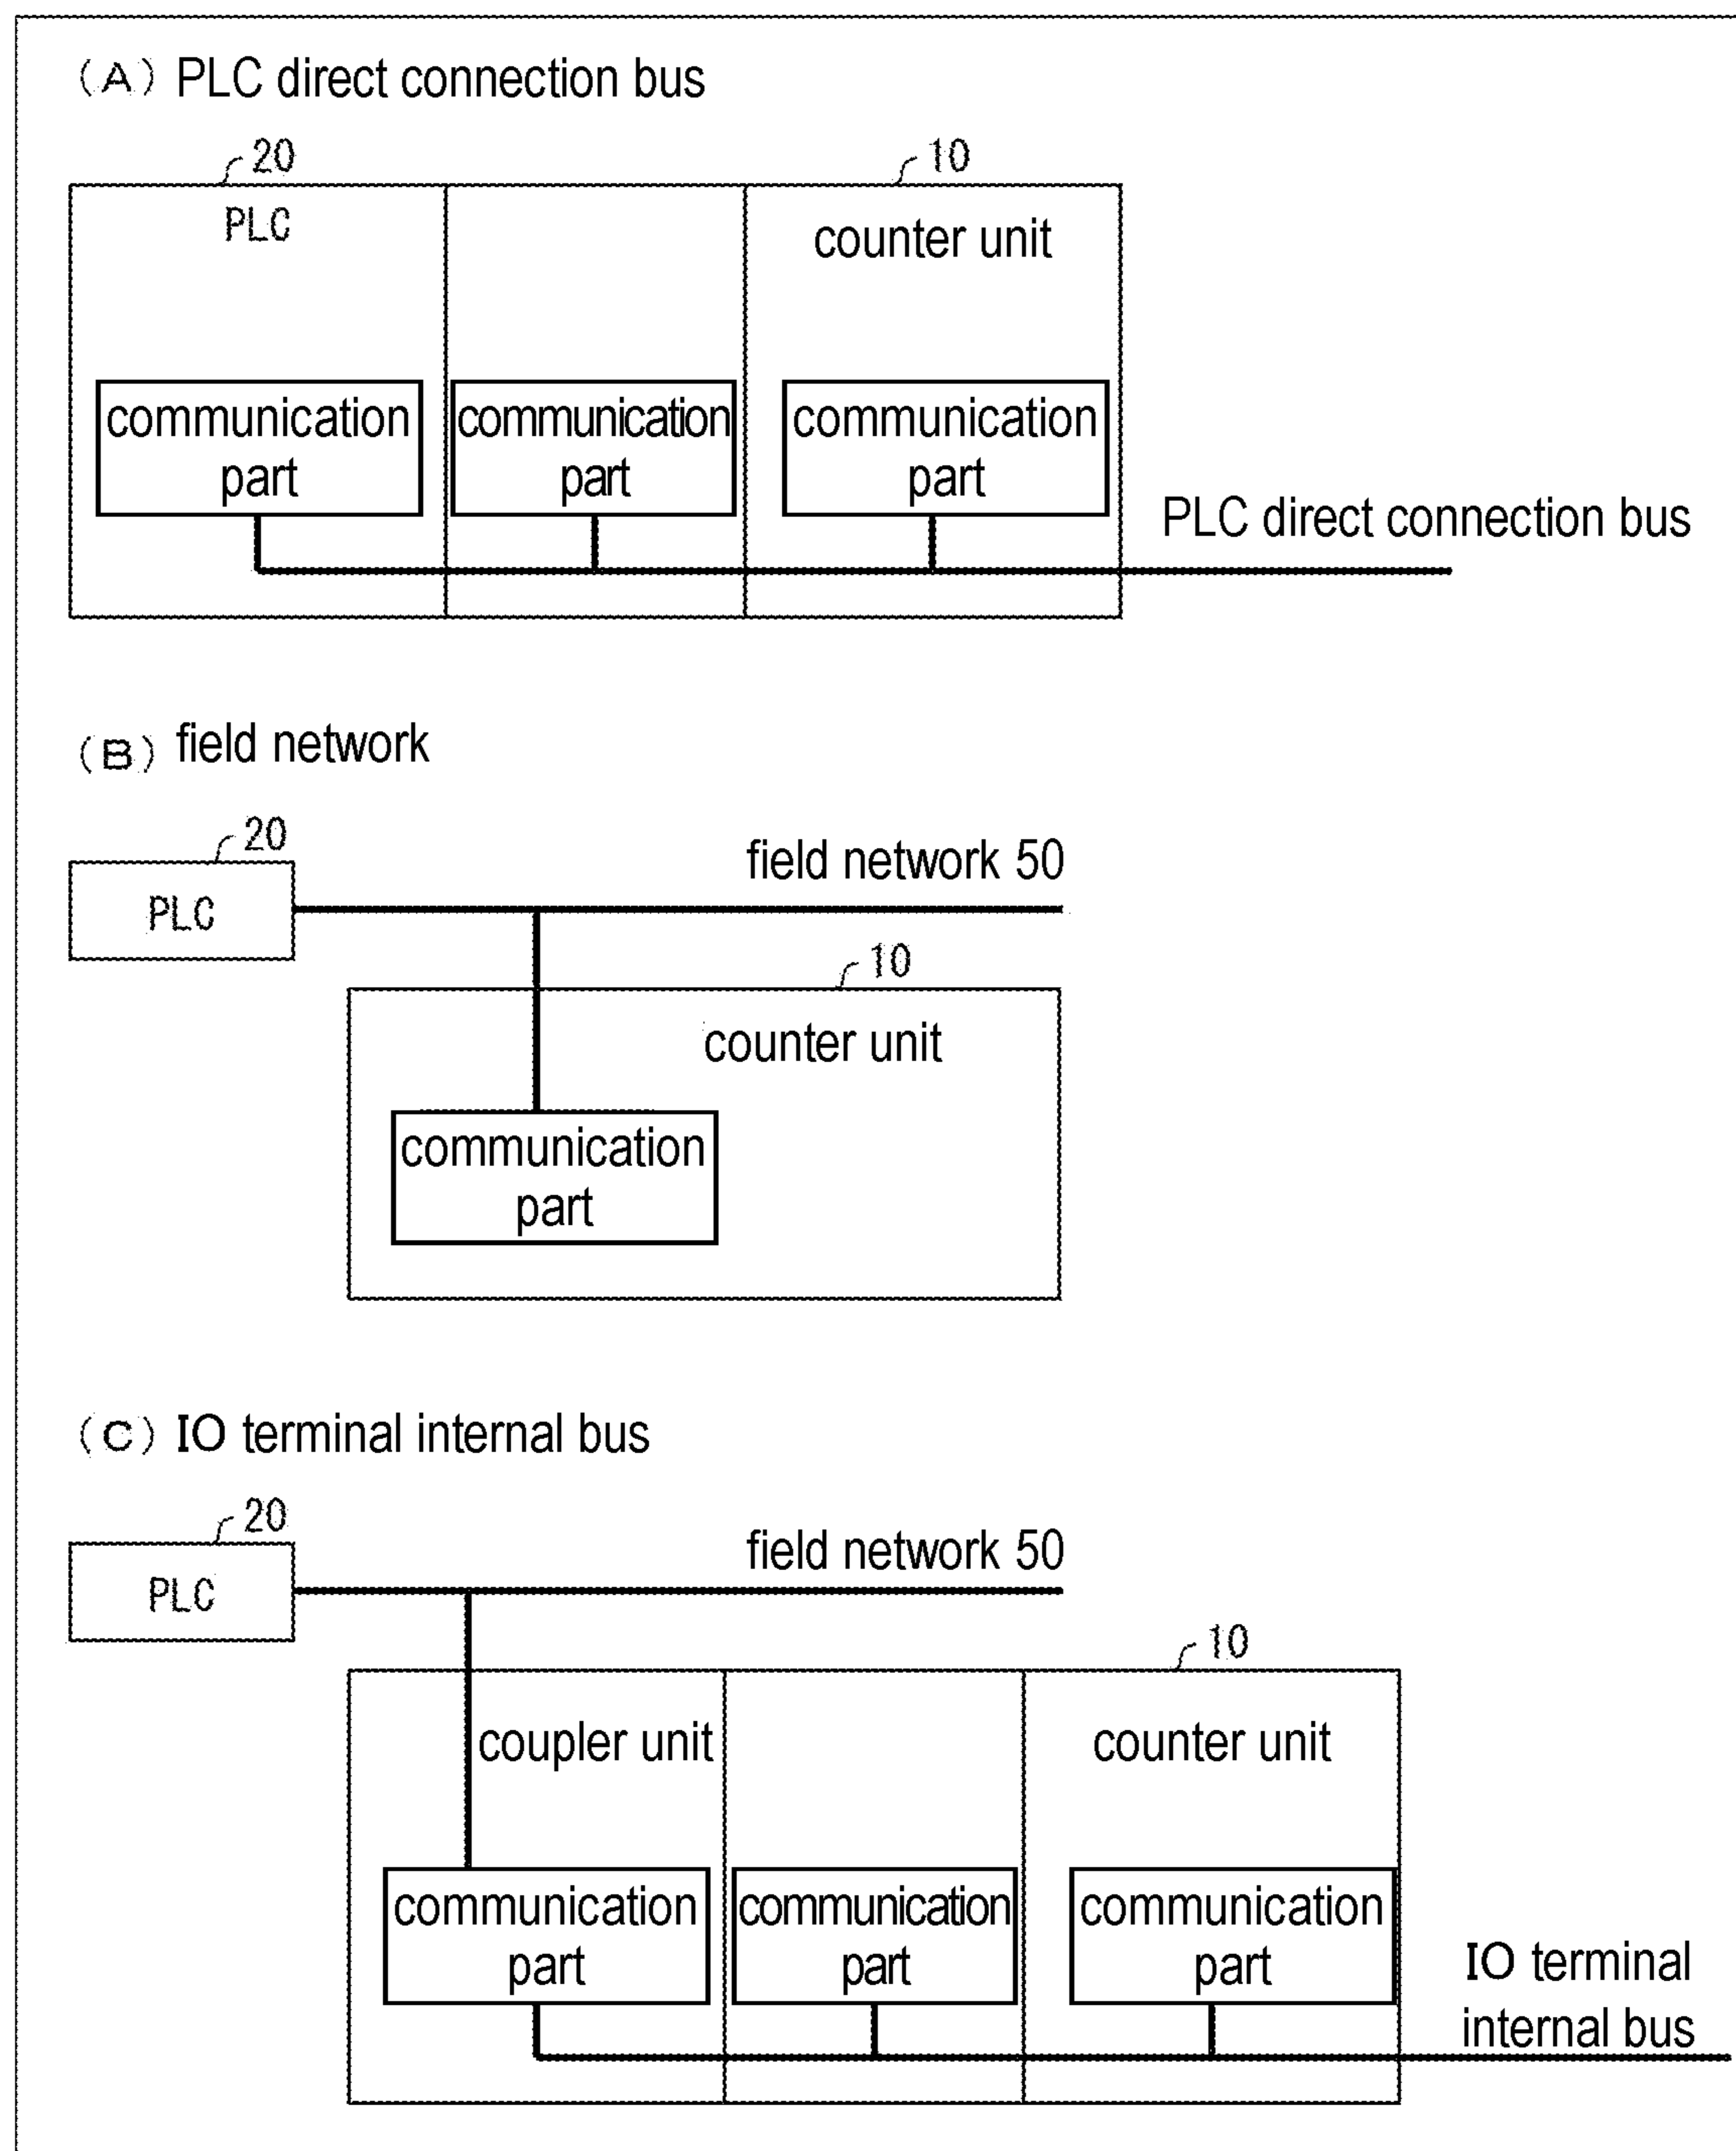 (A) PLC direct connection bus
20
10
PLC
counter unit
communication
part
communication
part
communication
part
PLC direct connection bus
(B) field network
20
field network 50
PLC
10
counter unit
communication
part
(C) IO terminal internal bus
20
field network 50
PLC
10
coupler unit
counter unit
communication
part
communication
part
communication
part
IO terminal
internal bus